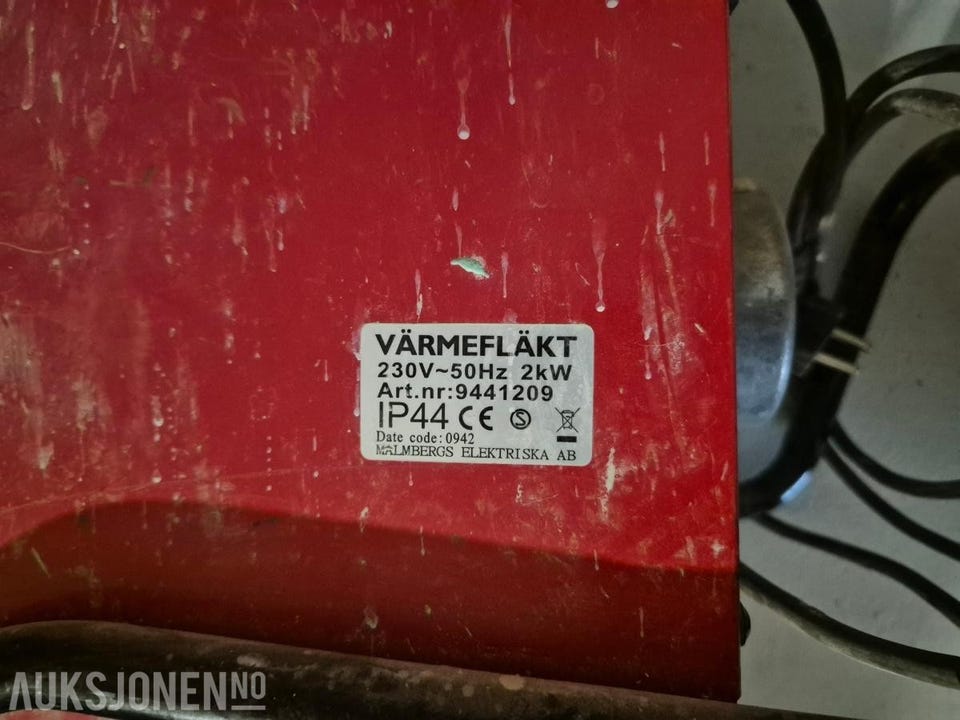 VÄRMEFLÄKT
230V~50Hz 2kW
Art.nr:9441209
IP44 CE S
Date code:0942
MALMBERGS ELEKTRISKA AB
AUKSJONEN NO